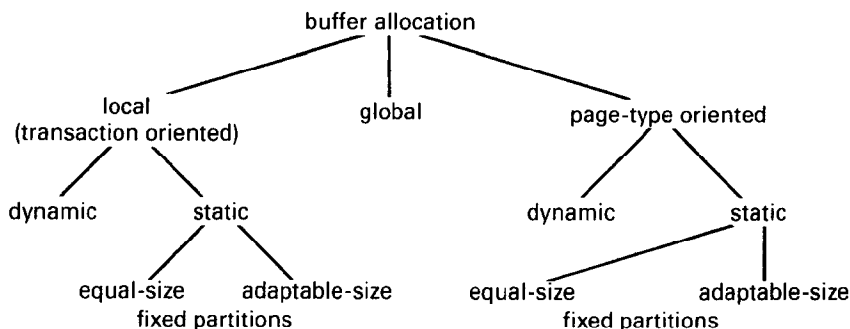 buffer allocation
local
(transaction oriented)
global
page-type oriented
dynamic
static
dynamic
static
equal-size
adaptable-size
fixed partitions
equal-size
adaptable-size
fixed partitions